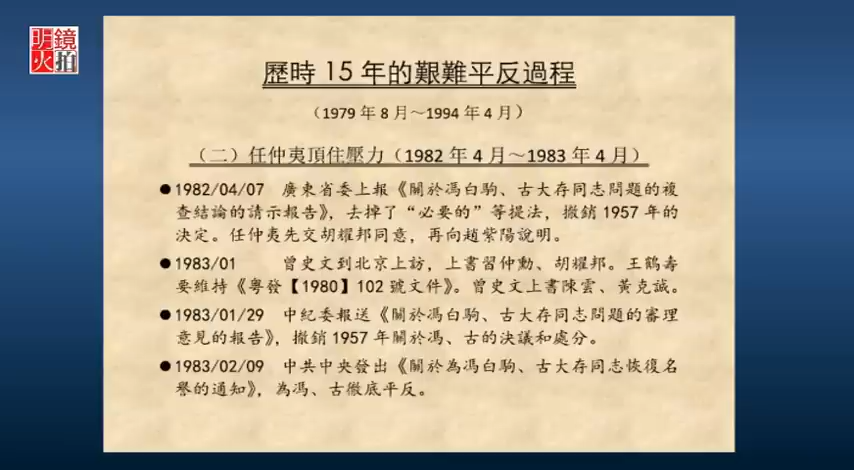 明鏡
火拍
歷時 15 年的艱難平反過程
（1979 年 8 月～1994 年 4 月）
（二）任仲夷頂住壓力（1982 年 4 月～1983 年 4 月）
●1982/04/07 廣東省委上報《關於馮白駒、古大存同志問題的複
查結論的請示報告》，去掉了“必要的”等提法，撤銷 1957 年的
決定。任仲夷先交胡耀邦同意，再向趙紫陽說明。
●1983/01 曾史文到北京上訪，上書習仲勳、胡耀邦。王鶴壽
要維持《粵發【1980】102 號文件》。曾史文上書陳雲、黃克誠。
●1983/01/29 中紀委報送《關於馮白駒、古大存同志問題的審理
意見的報告》，撤銷 1957 年關於馮、古的決議和處分。
●1983/02/09 中共中央發出《關於為馮白駒、古大存同志恢復名
譽的通知》，為馮、古徹底平反。